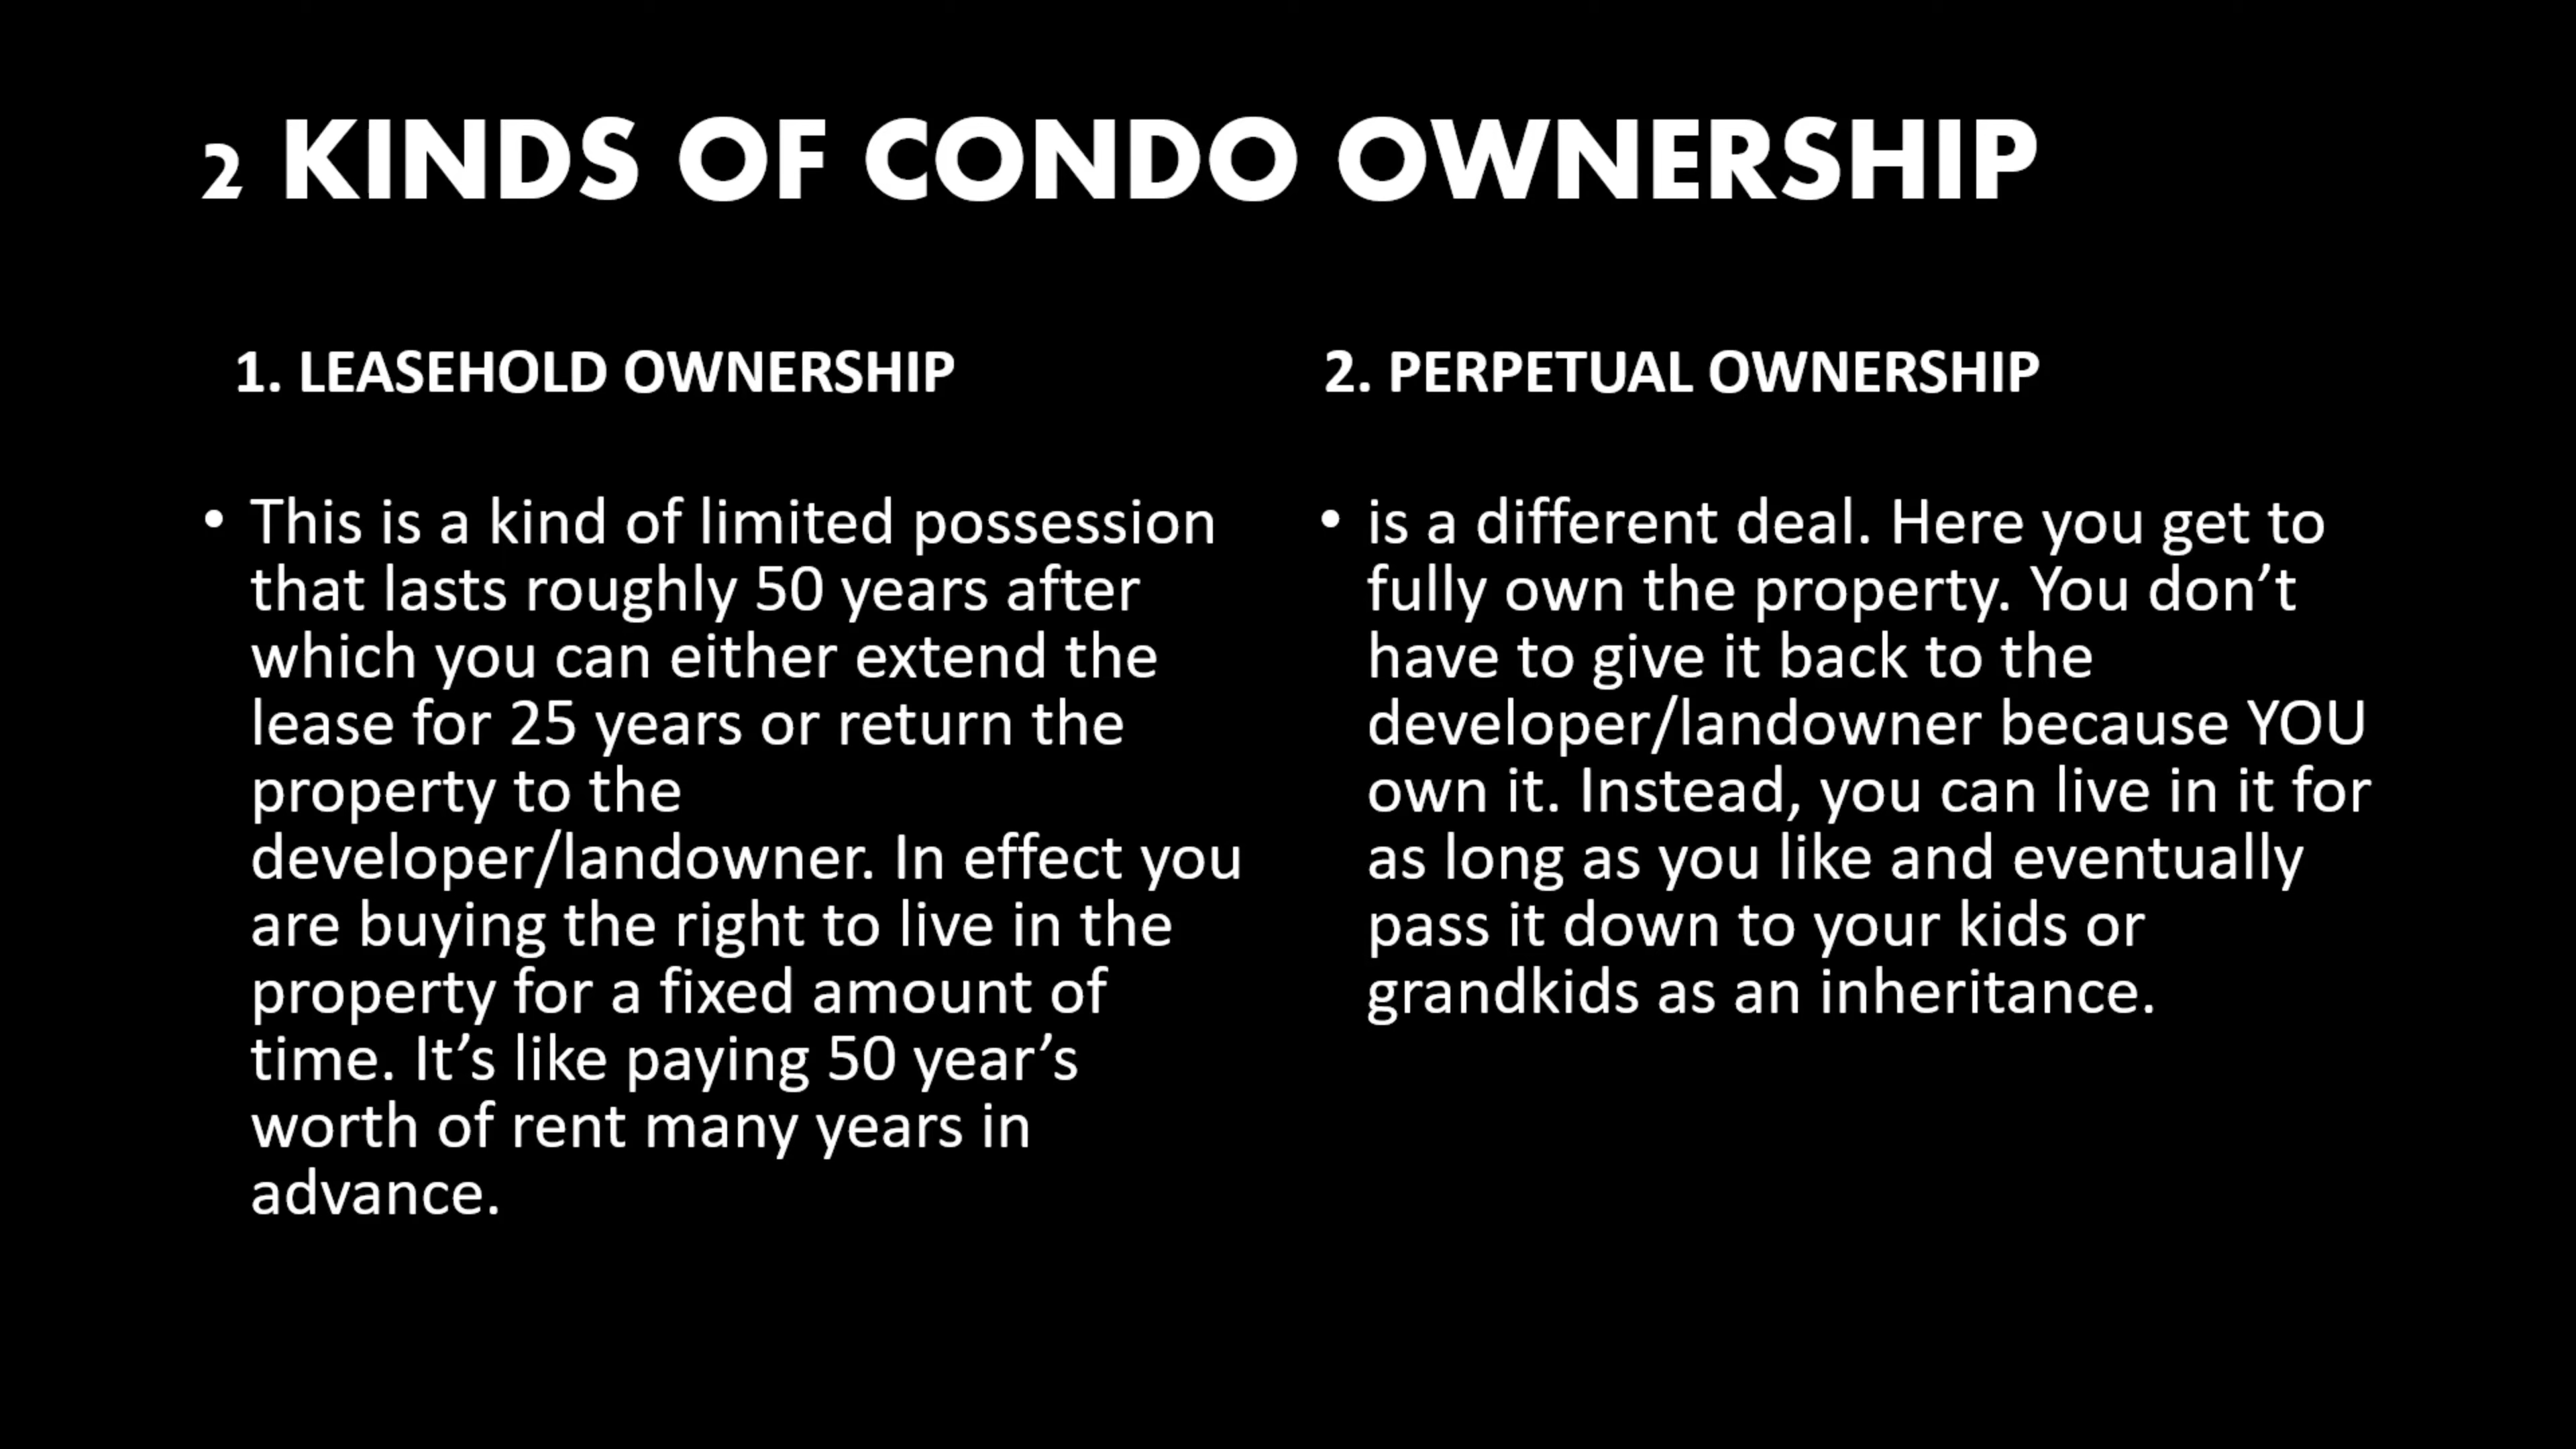 2 KINDS OF CONDO OWNERSHIP
1. LEASEHOLD OWNERSHIP
• This is a kind of limited possession
that lasts roughly 50 years after
which you can either extend the
lease for 25 years or return the
property to the
developer/landowner. In effect you
are buying the right to live in the
property for a fixed amount of
time. It’s like paying 50 year’s
worth of rent many years in
advance.
2. PERPETUAL OWNERSHIP
• is a different deal. Here you get to
fully own the property. You don’t
have to give it back to the
developer/landowner because YOU
own it. Instead, you can live in it for
as long as you like and eventually
pass it down to your kids or
grandkids as an inheritance.